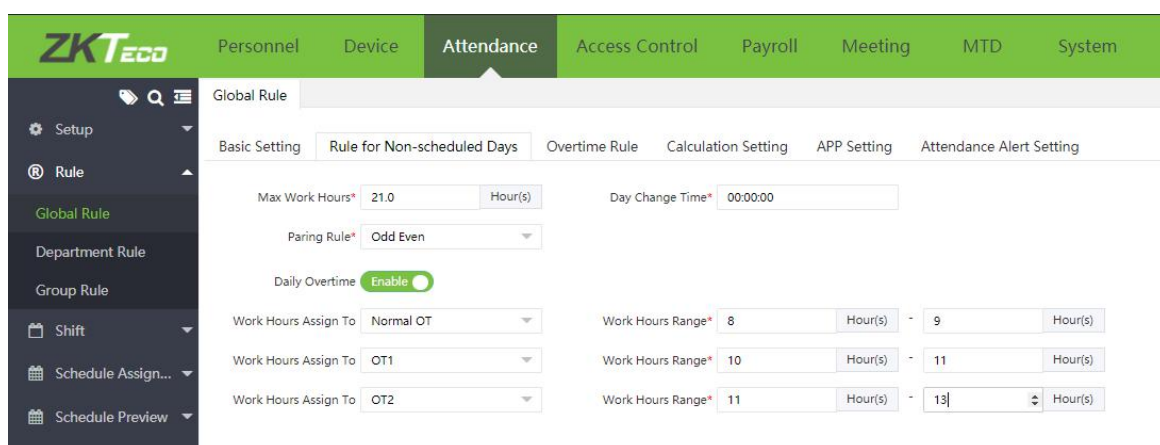 ZKTECO Personnel Device Attendance Access Control Payroll Meeting MTD System
Global Rule
Setup
Basic Setting Rule for Non-scheduled Days Overtime Rule Calculation Setting APP Setting Attendance Alert Setting
Rule
Max Work Hours* 21.0 Hour(s) Day Change Time* 00:00:00
Global Rule
Paring Rule* Odd Even
Department Rule
Daily Overtime Enable
Group Rule
Work Hours Assign To Normal OT Work Hours Range* 8 Hour(s) - 9 Hour(s)
Shift
Work Hours Assign To OT1 Work Hours Range* 10 Hour(s) - 11 Hour(s)
Schedule Assign...
Work Hours Assign To OT2 Work Hours Range* 11 Hour(s) - 13 Hour(s)
Schedule Preview